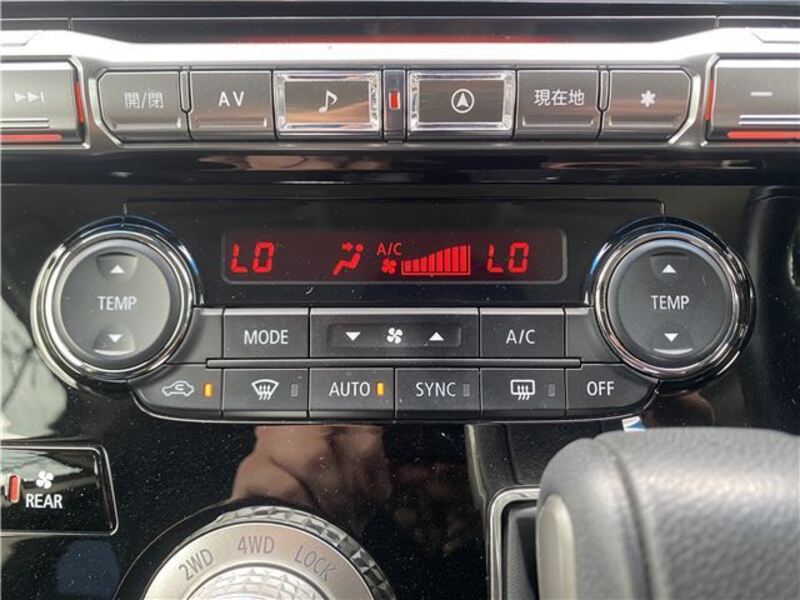 開/閉 AV 現在地
LO A/C LO
TEMP TEMP
MODE A/C
AUTO SYNC OFF
REAR
2WD 4WD LOCK